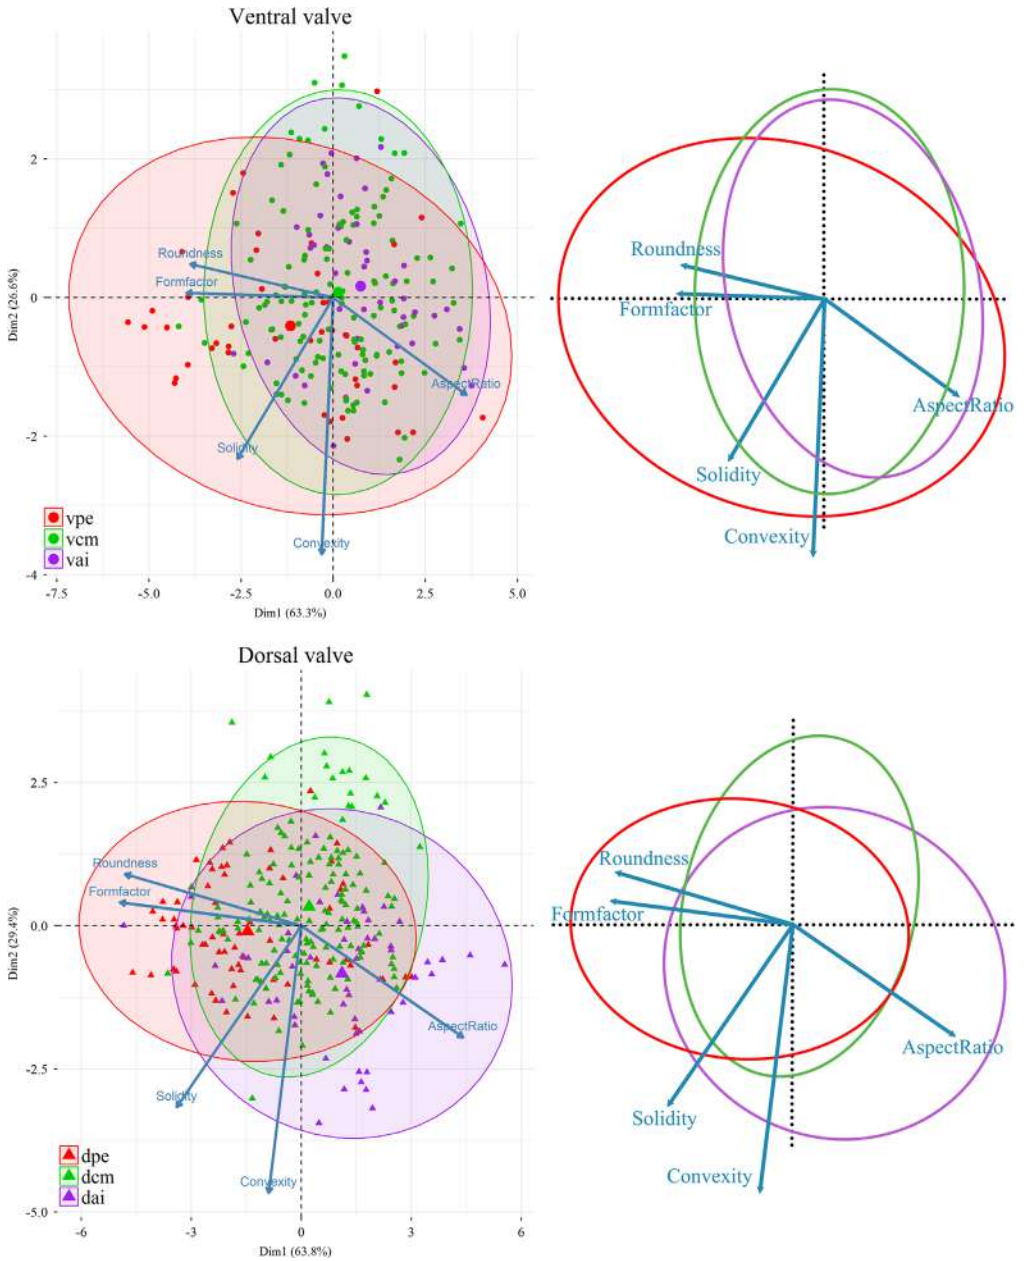 Ventral valve
2
0
-2
-4
Dim2 (26.6%)
Roundness
Formfactor
AspectRatio
Solidity
Convexity
vpe
vcm
vai
-7.5 -5.0 -2.5 0.0 2.5 5.0
Dim1 (63.3%)
Roundness
Formfactor
AspectRatio
Solidity
Convexity
Dorsal valve
2.5
0.0
-2.5
-5.0
Dim2 (29.4%)
Roundness
Formfactor
AspectRatio
Solidity
Convexity
dpe
dcm
dai
-6 -3 0 3 6
Dim1 (63.8%)
Roundness
Formfactor
AspectRatio
Solidity
Convexity